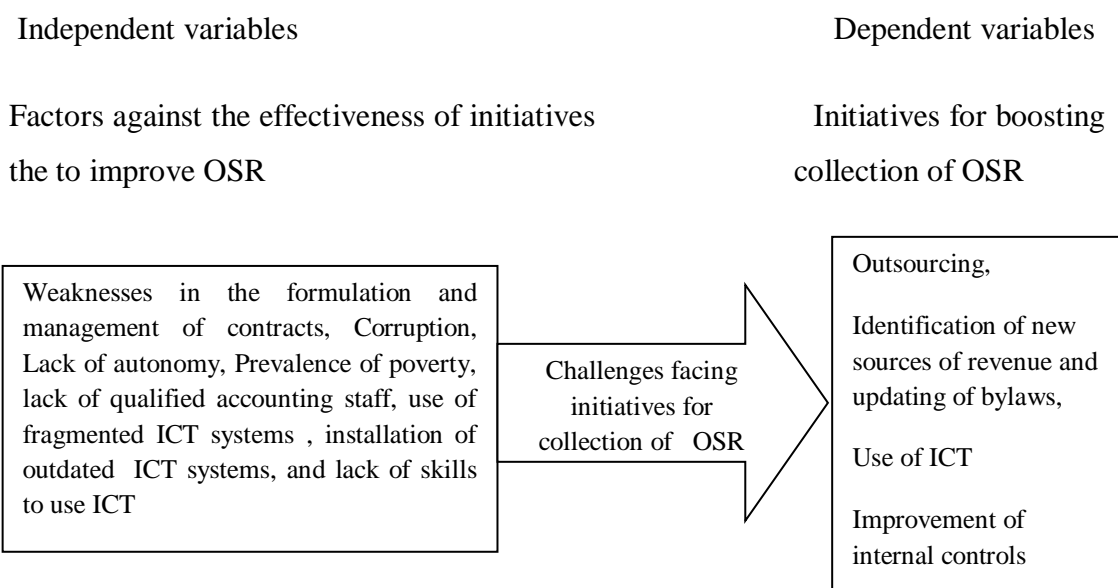 Independent variables
Dependent variables
Factors against the effectiveness of initiatives
the to improve OSR
Initiatives for boosting
collection of OSR
Weaknesses in the formulation and
management of contracts, Corruption,
Lack of autonomy, Prevalence of poverty,
lack of qualified accounting staff, use of
fragmented ICT systems , installation of
outdated ICT systems, and lack of skills
to use ICT
Challenges facing
initiatives for
collection of OSR
Outsourcing,
Identification of new
sources of revenue and
updating of bylaws,
Use of ICT
Improvement of
internal controls